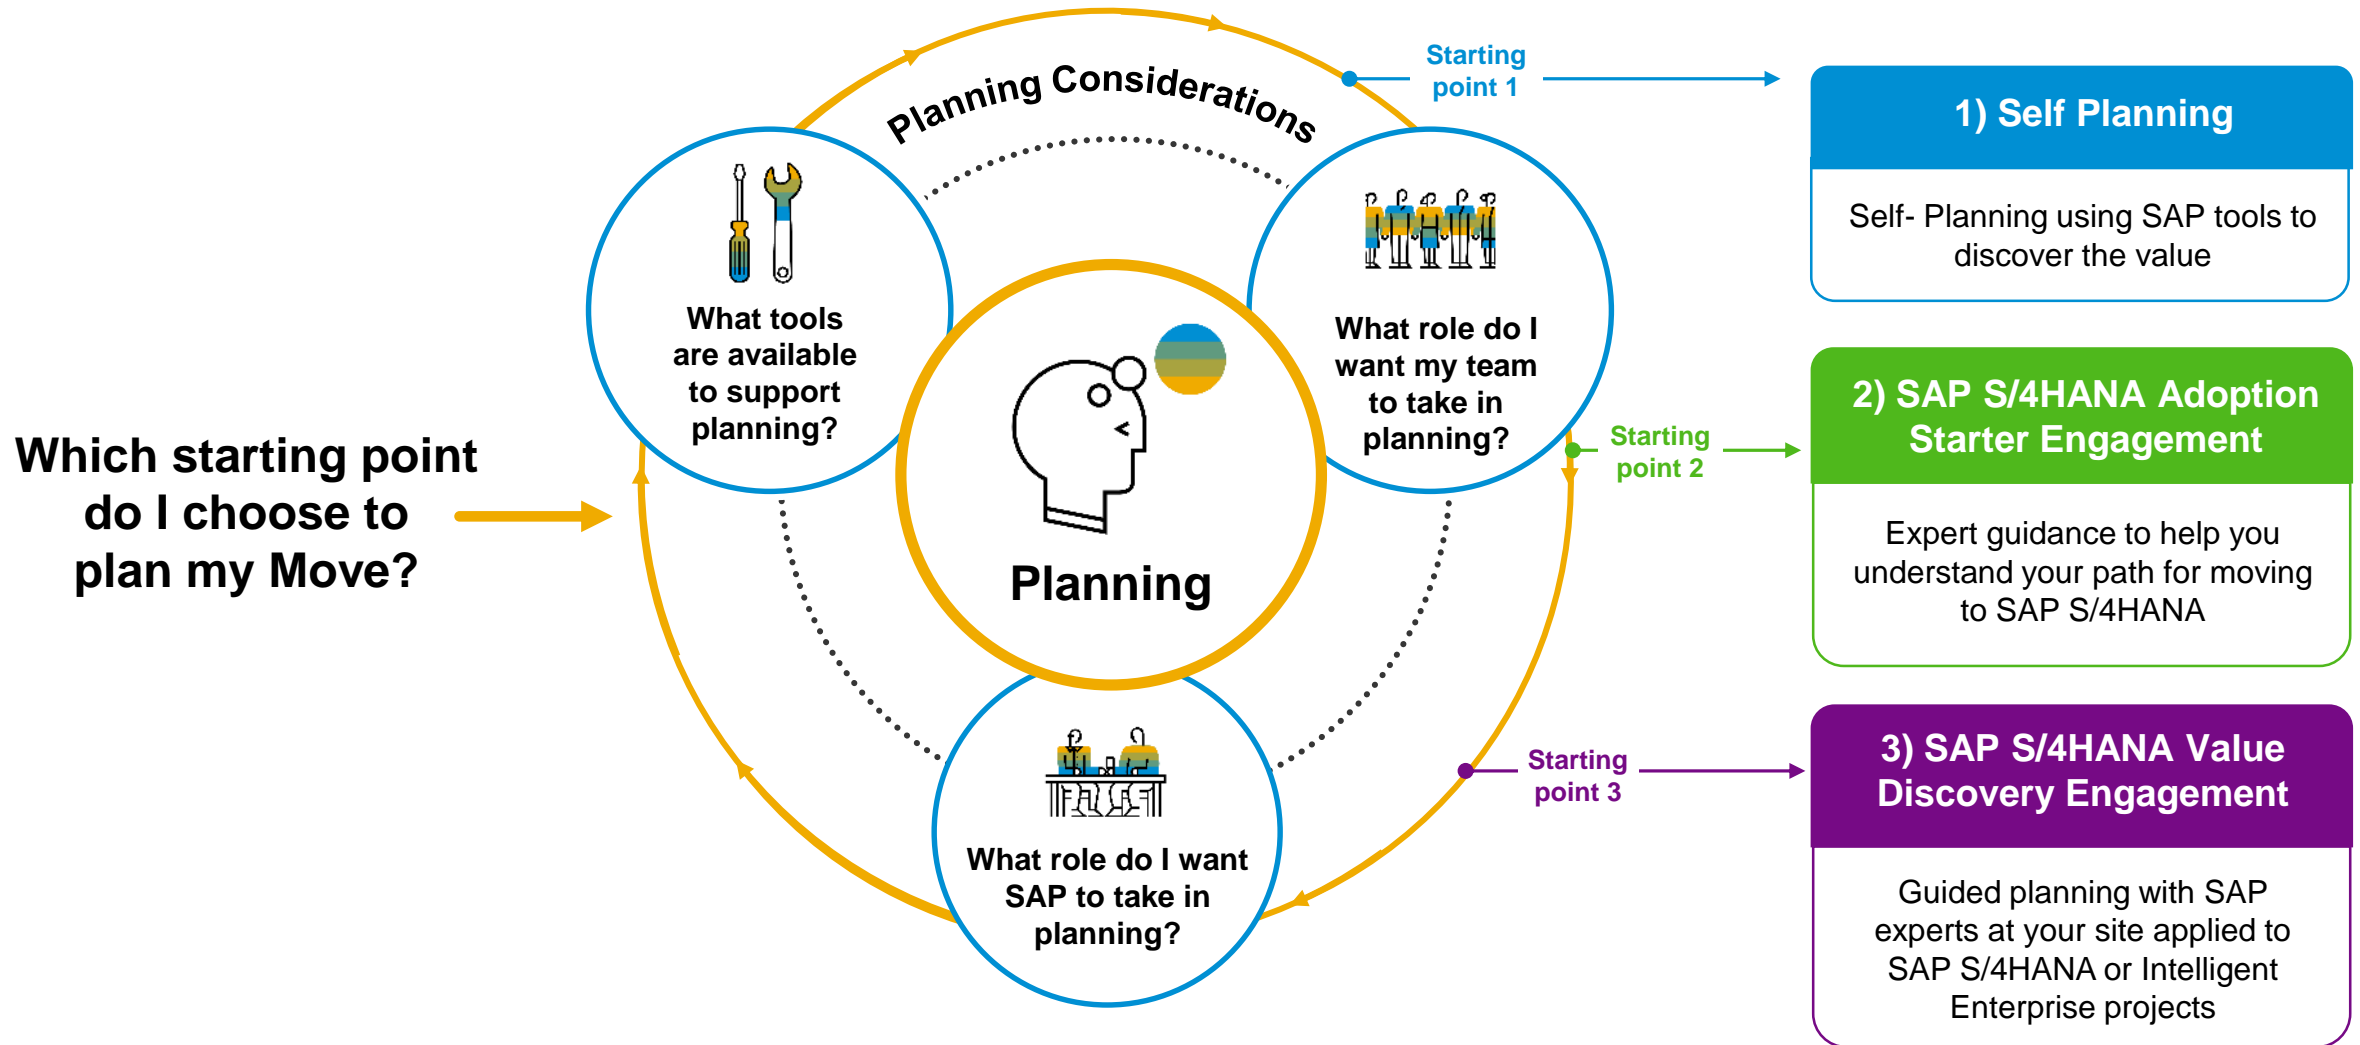 Which starting point
do I choose to
plan my Move?
Planning Considerations
What tools
are available
to support
planning?
What role do I
want my team
to take in
planning?
Planning
What role do I want
SAP to take in
planning?
Starting
point 1
1) Self Planning
Self- Planning using SAP tools to
discover the value
Starting
point 2
2) SAP S/4HANA Adoption
Starter Engagement
Expert guidance to help you
understand your path for moving
to SAP S/4HANA
Starting
point 3
3) SAP S/4HANA Value
Discovery Engagement
Guided planning with SAP
experts at your site applied to
SAP S/4HANA or Intelligent
Enterprise projects